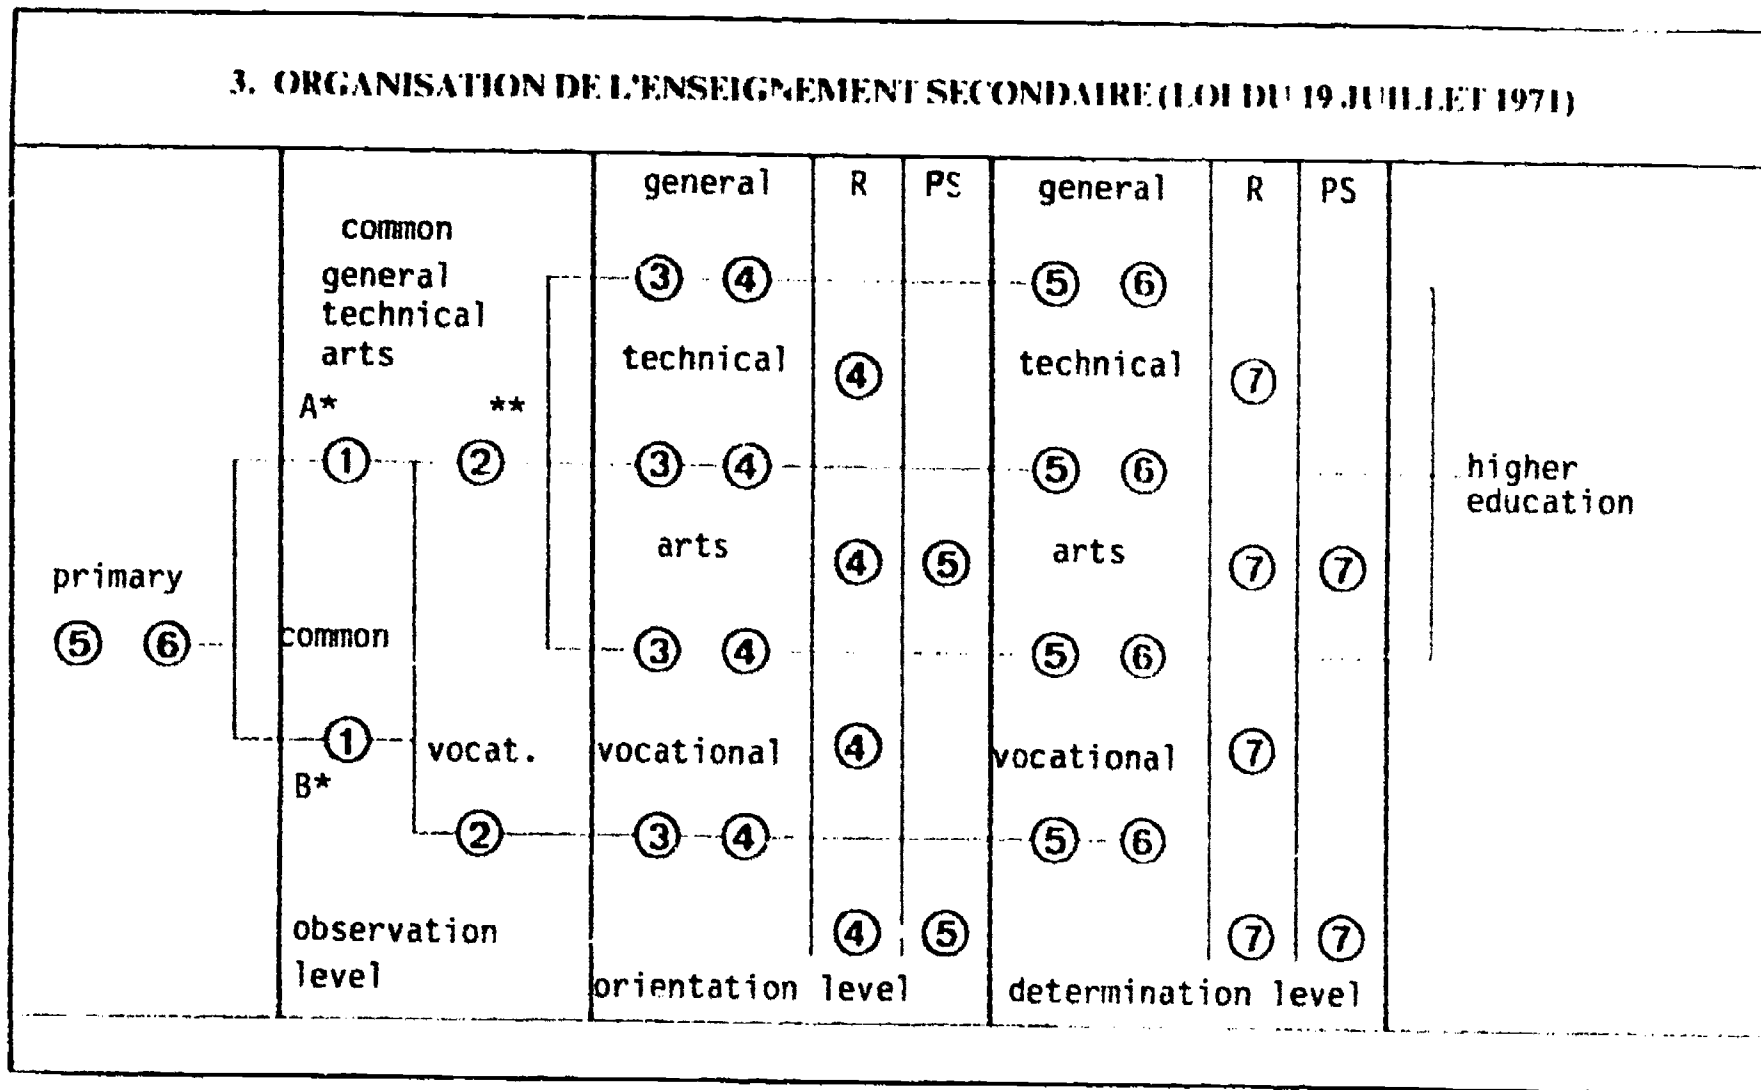 3. ORGANISATION DE L'ENSEIGNEMENT SECONDAIRE (LOI DU 19 JUILLET 1971)
general R PS general R PS
common
general
technical
arts
③ ④ ⑤ ⑥
technical technical
④ ⑦
A* **
① ② ③ ④ ⑤ ⑥
higher
education
arts arts
④ ⑤ ⑦ ⑦
primary
⑤ ⑥
common
③ ④ ⑤ ⑥
① vocat. vocational ④ vocational ⑦
B*
② ③ ④ ⑤ ⑥
observation
level
④ ⑤ ⑦ ⑦
orientation level determination level